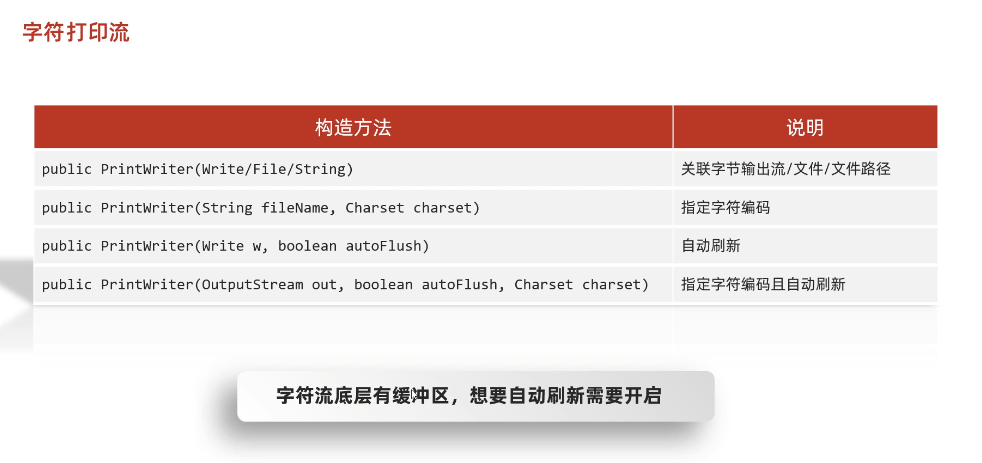 字符打印流
构造方法 说明
public PrintWriter(Write/File/String) 关联字节输出流/文件/文件路径
public PrintWriter(String fileName, Charset charset) 指定字符编码
public PrintWriter(Write w, boolean autoFlush) 自动刷新
public PrintWriter(OutputStream out, boolean autoFlush, Charset charset) 指定字符编码且自动刷新
字符流底层有缓冲区，想要自动刷新需要开启